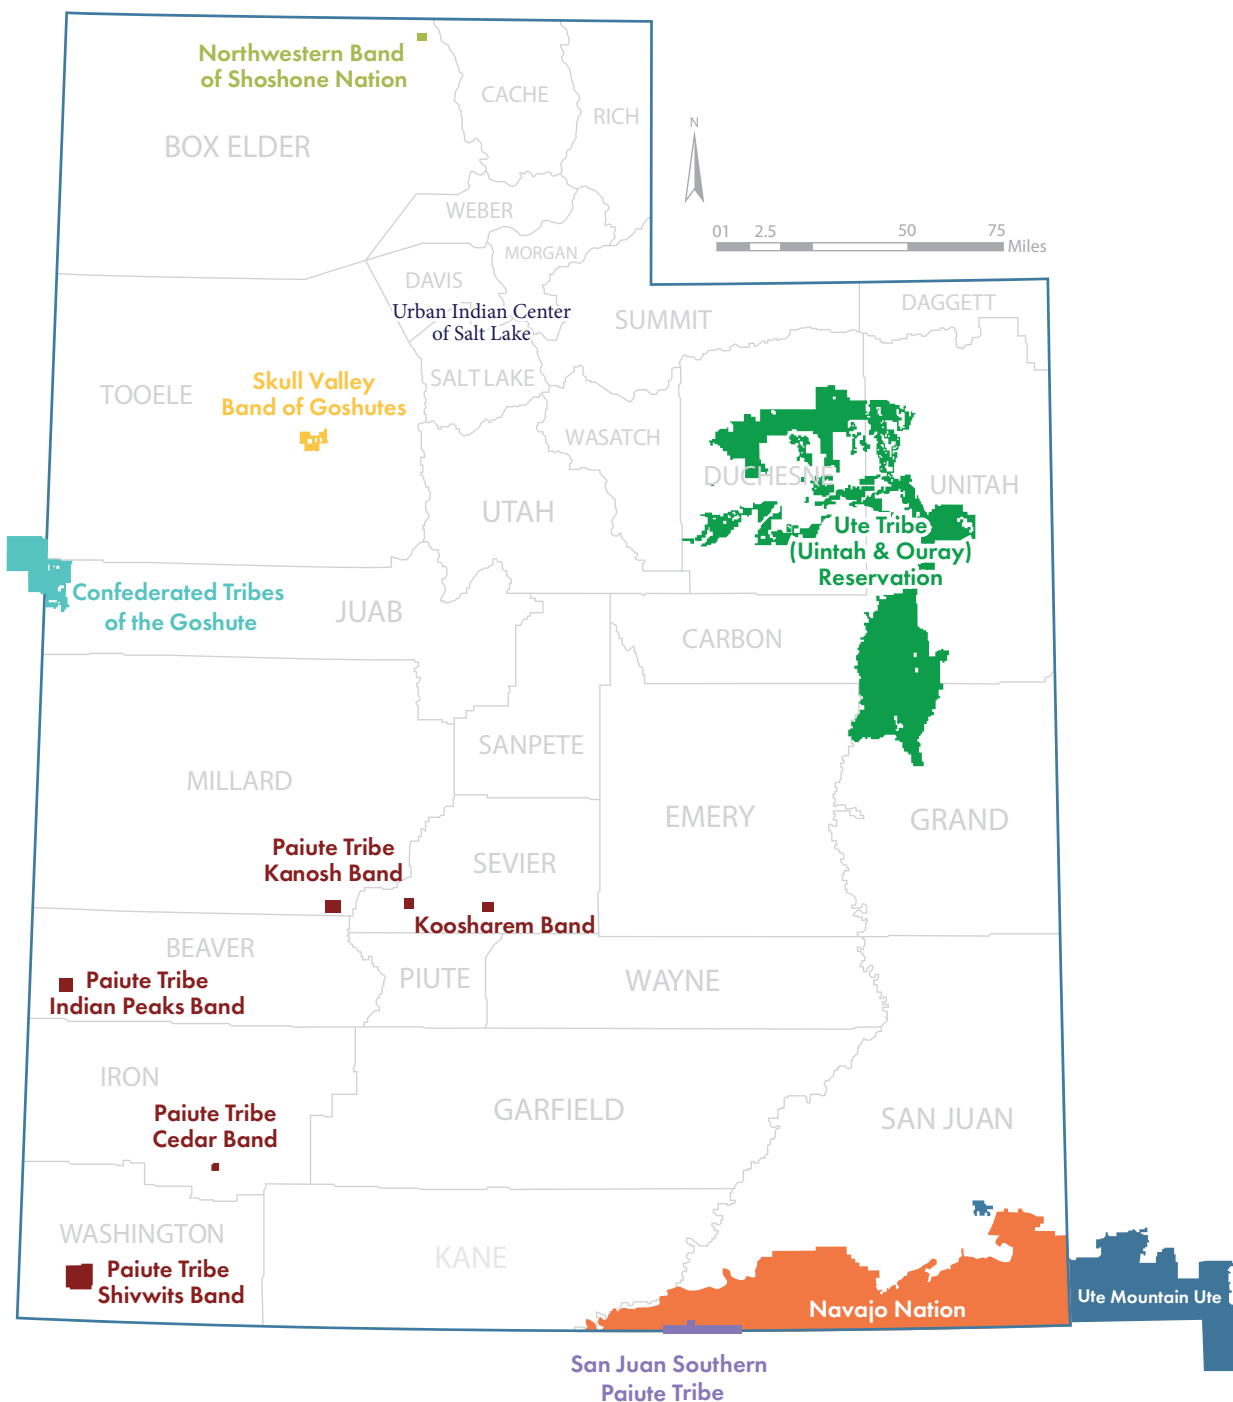 Northwestern Band
of Shoshone Nation
CACHE
RICH
BOX ELDER
N
WEBER
01 2.5 50 75
Miles
MORGAN
DAVIS
DAGGETT
Urban Indian Center
of Salt Lake
SUMMIT
SALT LAKE
Skull Valley
Band of Goshutes
TOOELE
WASATCH
DUCHESNE
UNITAH
UTAH
Ute Tribe
(Uintah & Ouray)
Reservation
Confederated Tribes
of the Goshute
JUAB
CARBON
SANPETE
MILLARD
EMERY
GRAND
Paiute Tribe
Kanosh Band
SEVIER
Koosharem Band
BEAVER
Paiute Tribe
Indian Peaks Band
PIUTE
WAYNE
IRON
Paiute Tribe
Cedar Band
GARFIELD
SAN JUAN
WASHINGTON
KANE
Paiute Tribe
Shivwits Band
Navajo Nation
Ute Mountain Ute
San Juan Southern
Paiute Tribe